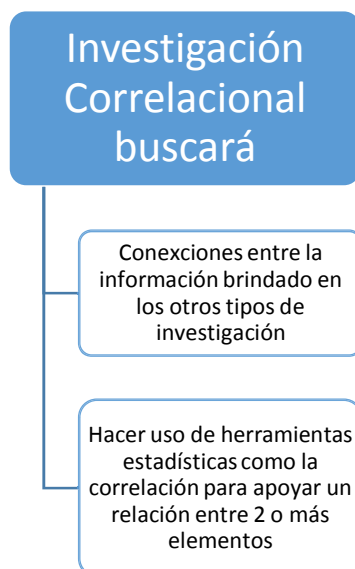 Investigación
Correlacional
buscará
Conexciones entre la
información brindado en
los otros tipos de
investigación
Hacer uso de herramientas
estadísticas como la
correlación para apoyar un
relación entre 2 o más
elementos